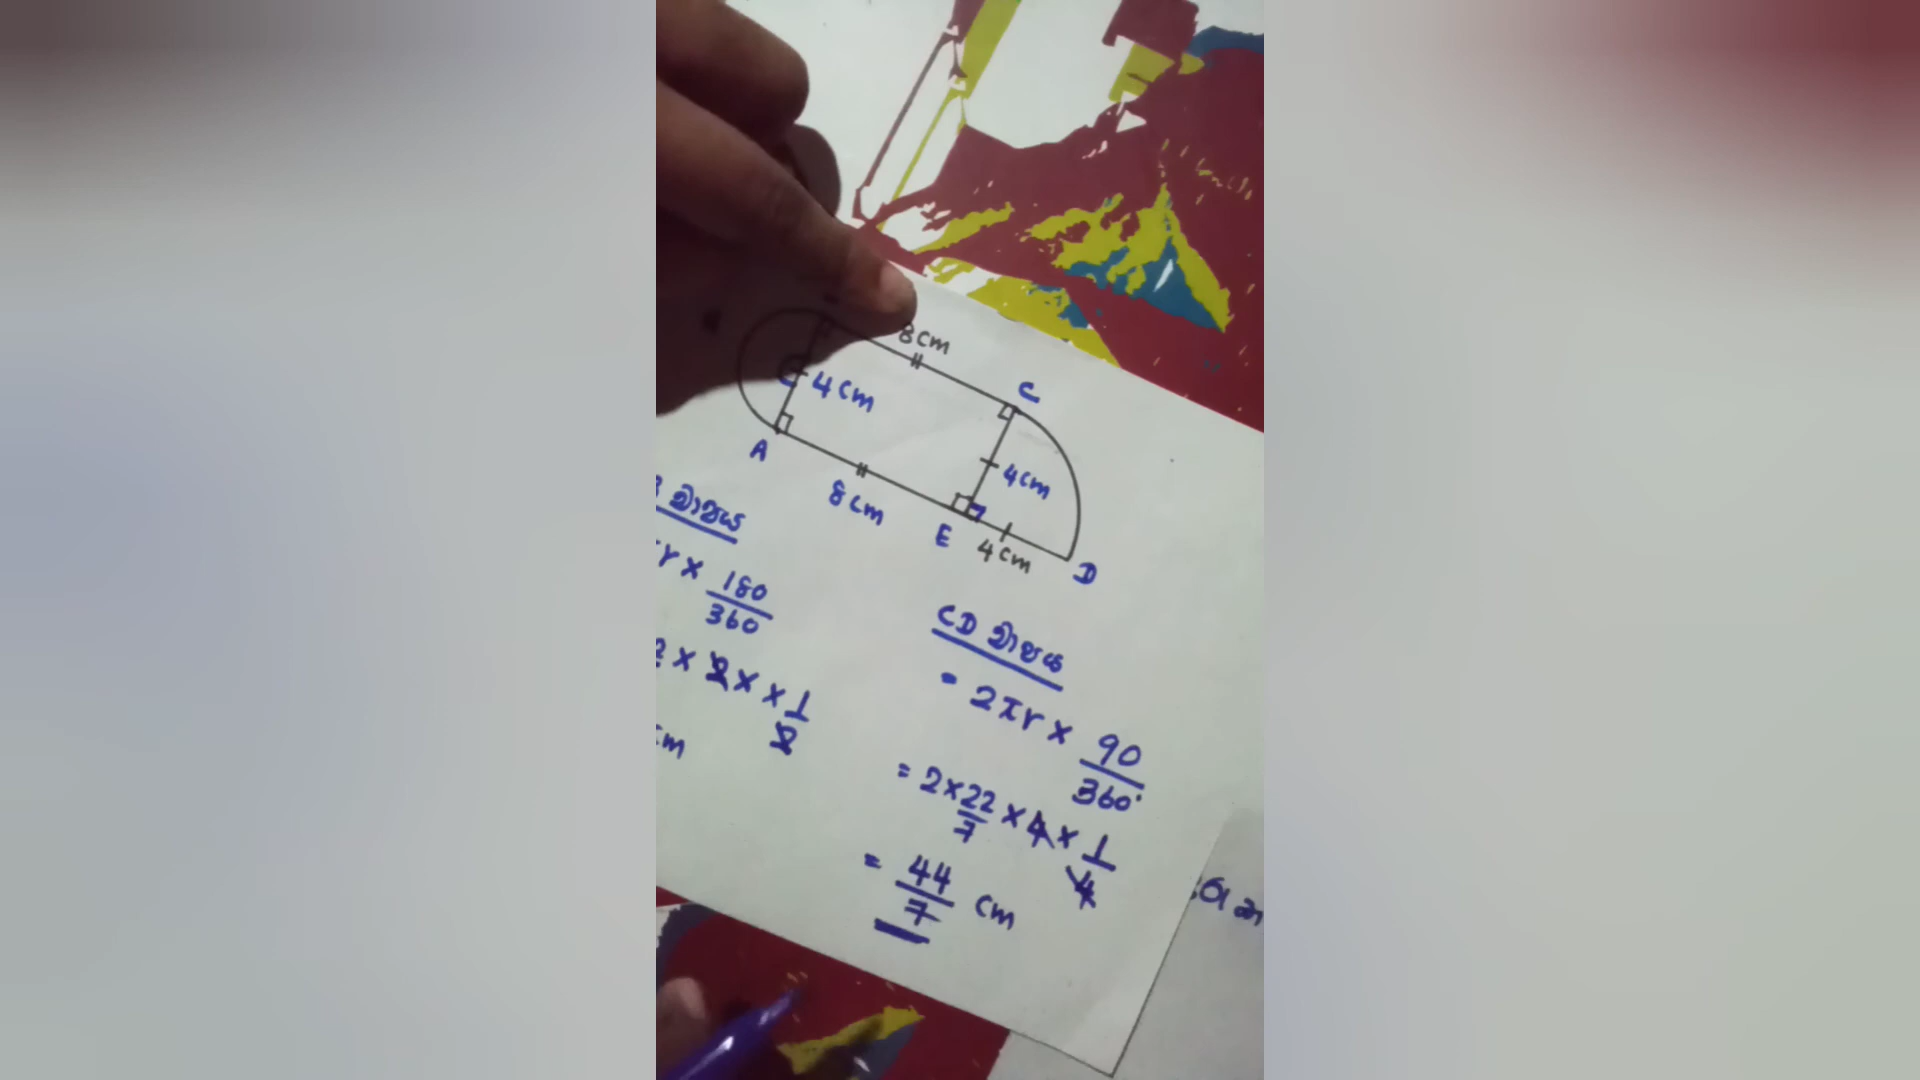 8cm
4cm
C
A
4cm
8cm
E
4cm
D
චාපය
r × 180/360
× 2 × × 1/2
cm
CD චාපය
= 2πr × 90/360°
= 2 × 22/7 × 4 × 1/4
= 44/7 cm